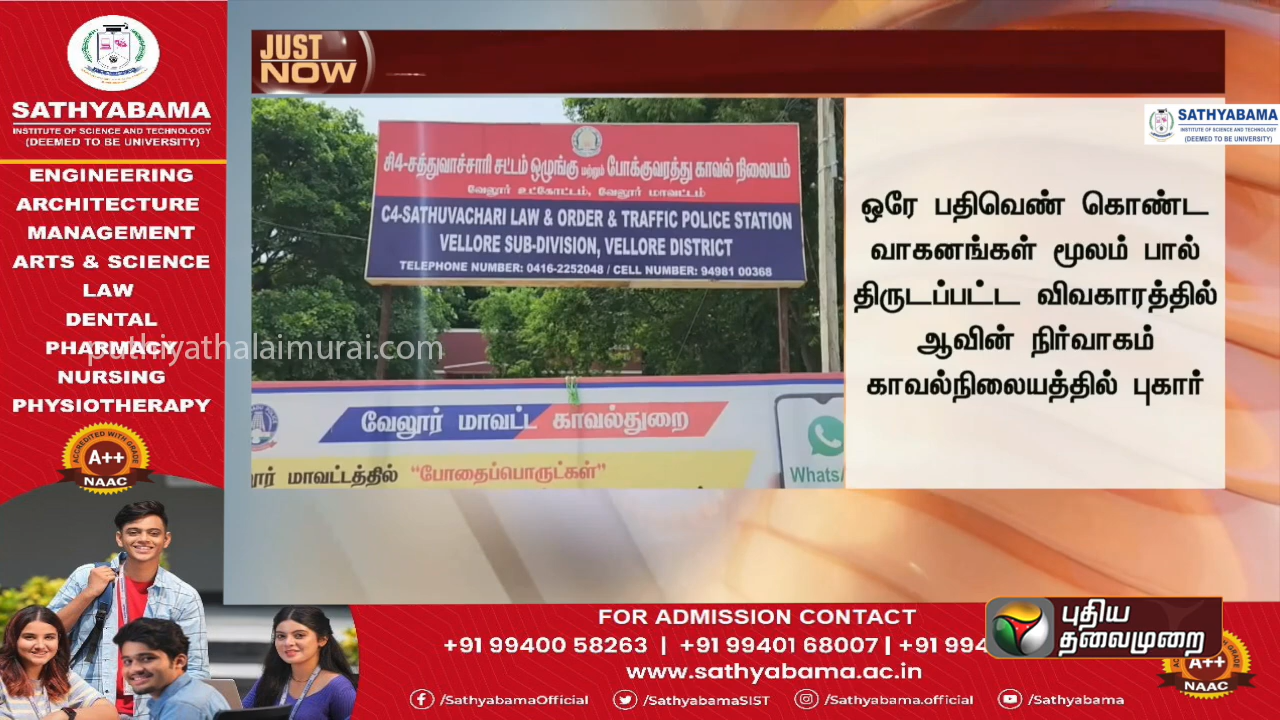 SATHYABAMA
INSTITUTE OF SCIENCE AND TECHNOLOGY
(DEEMED TO BE UNIVERSITY)
ENGINEERING
ARCHITECTURE
MANAGEMENT
ARTS & SCIENCE
LAW
DENTAL
PHARMACY
NURSING
PHYSIOTHERAPY
puthiyathalaimurai.com
ACCREDITED WITH GRADE
A++
NAAC
JUST
NOW
சி4-சத்துவாச்சாரி சட்டம் ஒழுங்கு மற்றும் போக்குவரத்து காவல் நிலையம்
வேலூர் உட்கோட்டம், வேலூர் மாவட்டம்
C4-SATHUVACHARI LAW & ORDER & TRAFFIC POLICE STATION
VELLORE SUB-DIVISION, VELLORE DISTRICT
TELEPHONE NUMBER: 0416-2252048 / CELL NUMBER: 94981 00368
வேலூர் மாவட்ட காவல்துறை
மாவட்டத்தில் “போதைப்பொருட்கள்”
SATHYABAMA
INSTITUTE OF SCIENCE AND TECHNOLOGY
(DEEMED TO BE UNIVERSITY)
ஒரே பதிவெண் கொண்ட
வாகனங்கள் மூலம் பால்
திருடப்பட்ட விவகாரத்தில்
ஆவின் நிர்வாகம்
காவல்நிலையத்தில் புகார்
FOR ADMISSION CONTACT
+91 99400 58263 | +91 99401 68007 | +91 994
www.sathyabama.ac.in
/SathyabamaOfficial /SathyabamaSIST /Sathyabama.official /Sathyabama
புதிய
தலைமுறை
A++
NAAC